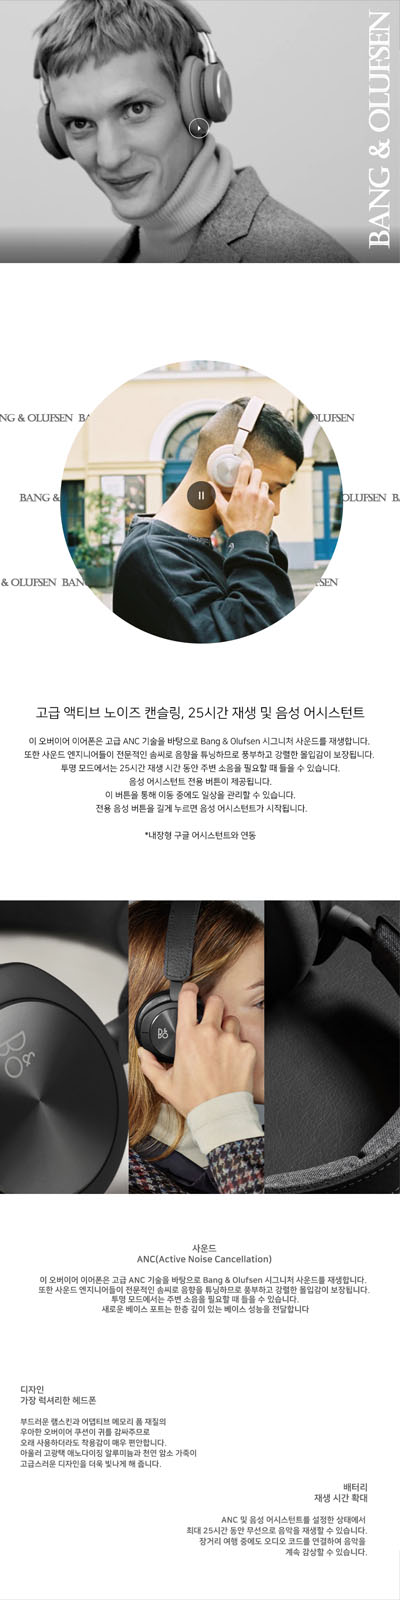 BANG & OLUFSEN
NG & OLUFSEN BA
OLUFSEN
BANG &
OLUFSEN B
& OLUFSEN BANG
SEN
고급 액티브 노이즈 캔슬링, 25시간 재생 및 음성 어시스턴트
이 오버이어 이어폰은 고급 ANC 기술을 바탕으로 Bang & Olufsen 시그니처 사운드를 재생합니다.
또한 사운드 엔지니어들이 전문적인 솜씨로 음향을 튜닝하므로 풍부하고 강렬한 몰입감이 보장됩니다.
투명 모드에서는 25시간 재생 시간 동안 주변 소음을 필요할 때 들을 수 있습니다.
음성 어시스턴트 전용 버튼이 제공됩니다.
이 버튼을 통해 이동 중에도 일상을 관리할 수 있습니다.
전용 음성 버튼을 길게 누르면 음성 어시스턴트가 시작됩니다.
*내장형 구글 어시스턴트와 연동
B&O
B&O
사운드
ANC(Active Noise Cancellation)
이 오버이어 이어폰은 고급 ANC 기술을 바탕으로 Bang & Olufsen 시그니처 사운드를 재생합니다.
또한 사운드 엔지니어들이 전문적인 솜씨로 음향을 튜닝하므로 풍부하고 강렬한 몰입감이 보장됩니다.
투명 모드에서는 주변 소음을 필요할 때 들을 수 있습니다.
새로운 베이스 포트는 한층 깊이 있는 베이스 성능을 전달합니다
디자인
가장 럭셔리한 헤드폰
부드러운 램스킨과 어댑티브 메모리 폼 재질의
우아한 오버이어 쿠션이 귀를 감싸주므로
오래 사용하더라도 착용감이 매우 편안합니다.
아울러 고광택 애노다이징 알루미늄과 천연 암소 가죽이
고급스러운 디자인을 더욱 빛나게 해 줍니다.
배터리
재생 시간 확대
ANC 및 음성 어시스턴트를 설정한 상태에서
최대 25시간 동안 무선으로 음악을 재생할 수 있습니다.
장거리 여행 중에도 오디오 코드를 연결하여 음악을
계속 감상할 수 있습니다.